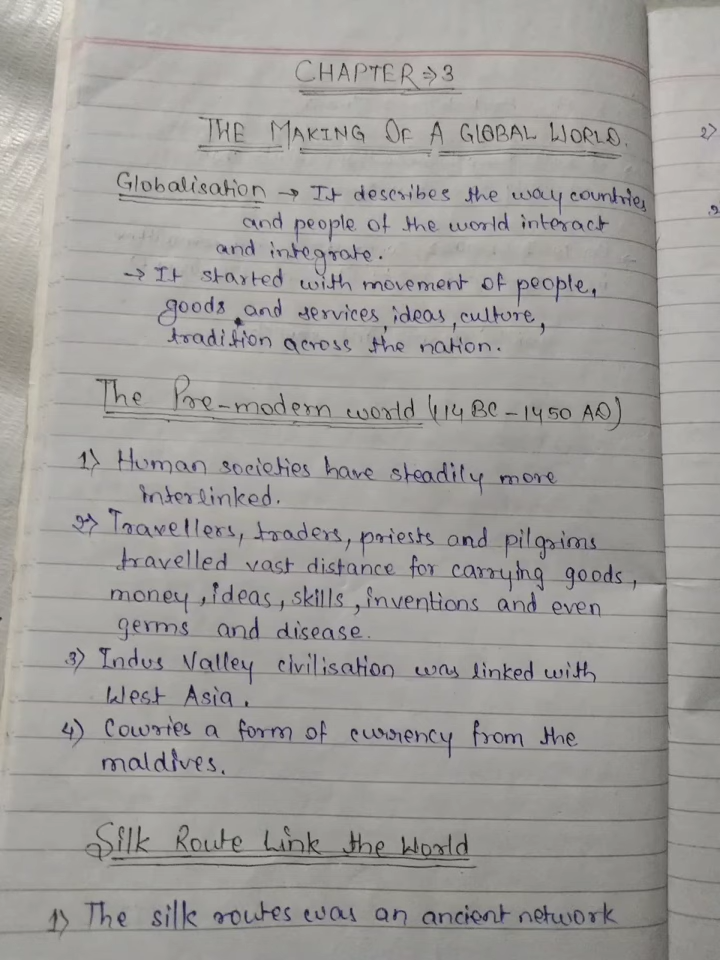 CHAPTER ⇒ 3
THE MAKING OF A GLOBAL WORLD.
Globalisation → It describes the way countries
and people of the world interact
and integrate.
→ It started with movement of people,
goods and services, ideas, culture,
tradition across the nation.
The Pre-modern world (114 BC - 1450 AD)
1) Human societies have steadily more
interlinked.
2) Travellers, traders, priests and pilgrims
travelled vast distance for carrying goods,
money, ideas, skills, inventions and even
germs and disease.
3) Indus Valley civilisation was linked with
West Asia.
4) Cowries a form of currency from the
maldives.
Silk Route Link the World
1) The silk routes was an ancient network
2)